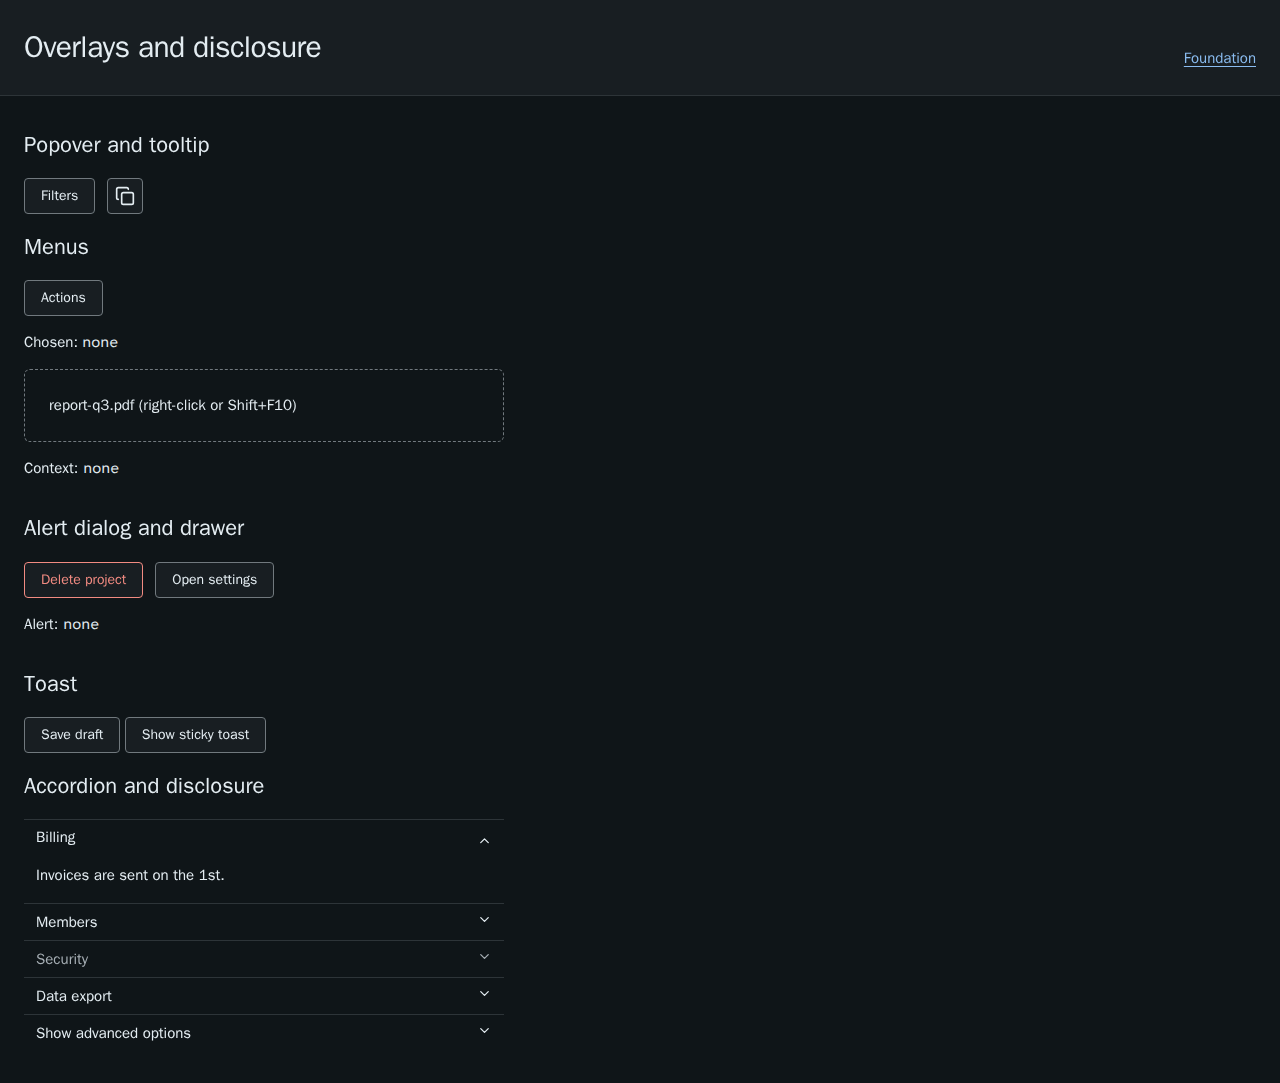 Overlays and disclosure
Foundation
Popover and tooltip
Filters
Menus
Actions
Chosen: none
report-q3.pdf (right-click or Shift+F10)
Context: none
Alert dialog and drawer
Delete project Open settings
Alert: none
Toast
Save draft Show sticky toast
Accordion and disclosure
Billing
Invoices are sent on the 1st.
Members
Security
Data export
Show advanced options